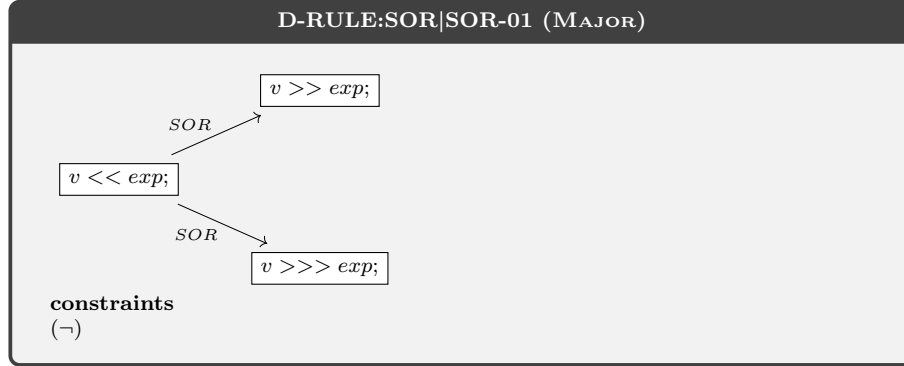 D-RULE:SOR|SOR-01 (Major)
v >> exp;
SOR
v << exp;
SOR
v >>> exp;
constraints
(¬)